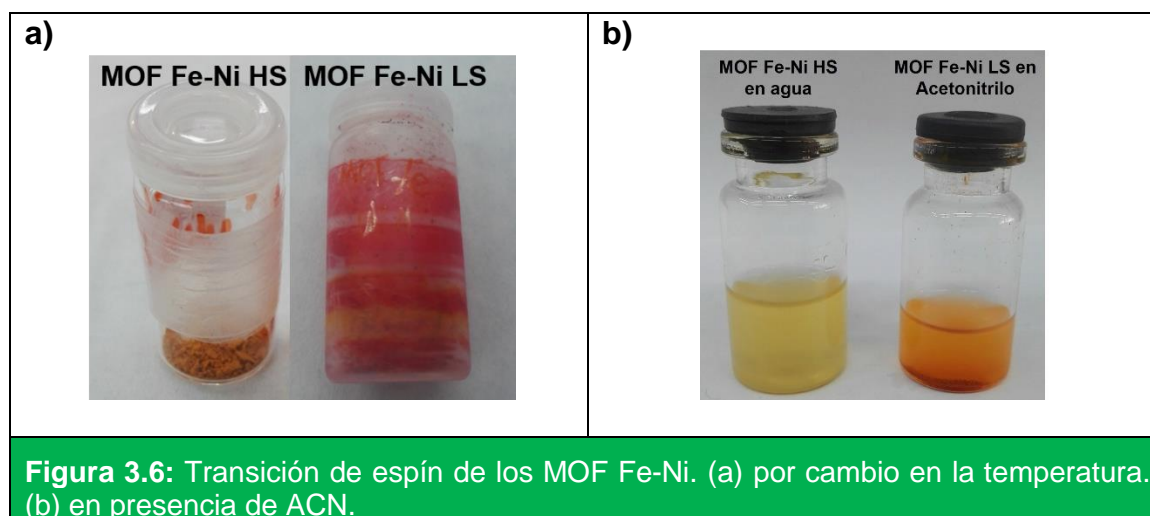 a)
MOF Fe-Ni HS MOF Fe-Ni LS
b)
MOF Fe-Ni HS
en agua
MOF Fe-Ni LS en
Acetonitrilo
Figura 3.6: Transición de espín de los MOF Fe-Ni. (a) por cambio en la temperatura.
(b) en presencia de ACN.